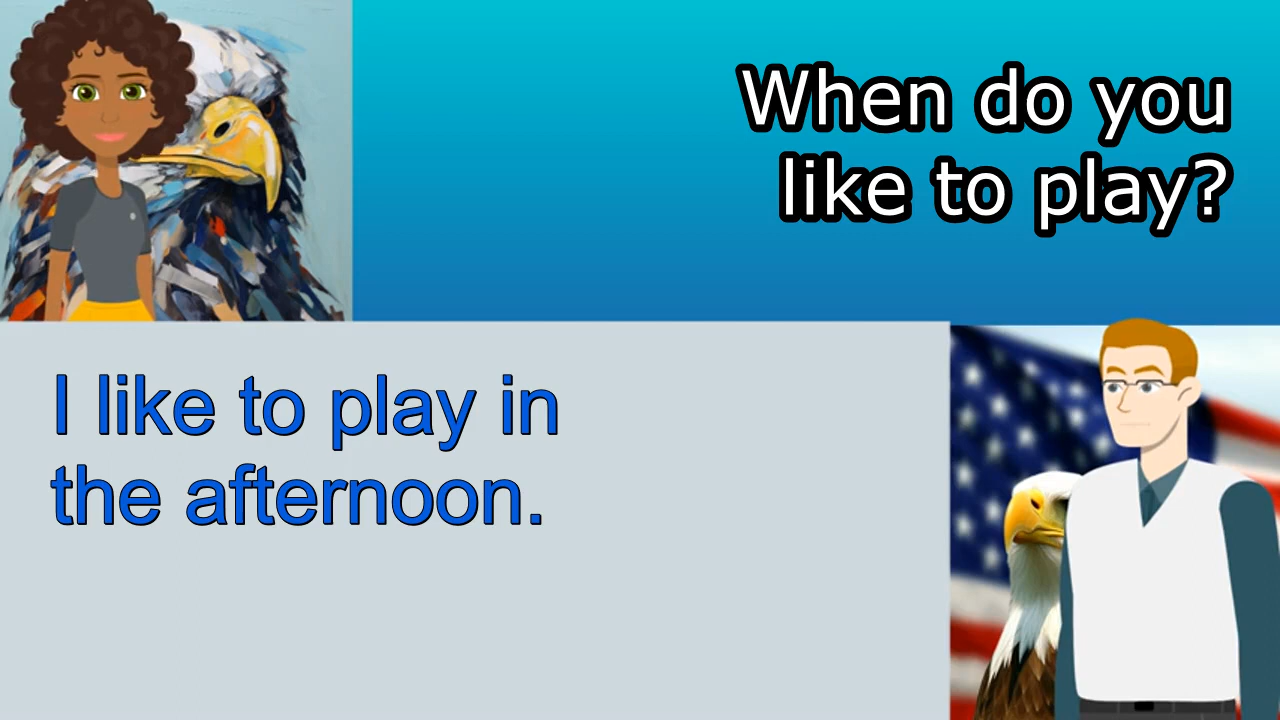 When do you
like to play?
I like to play in
the afternoon.